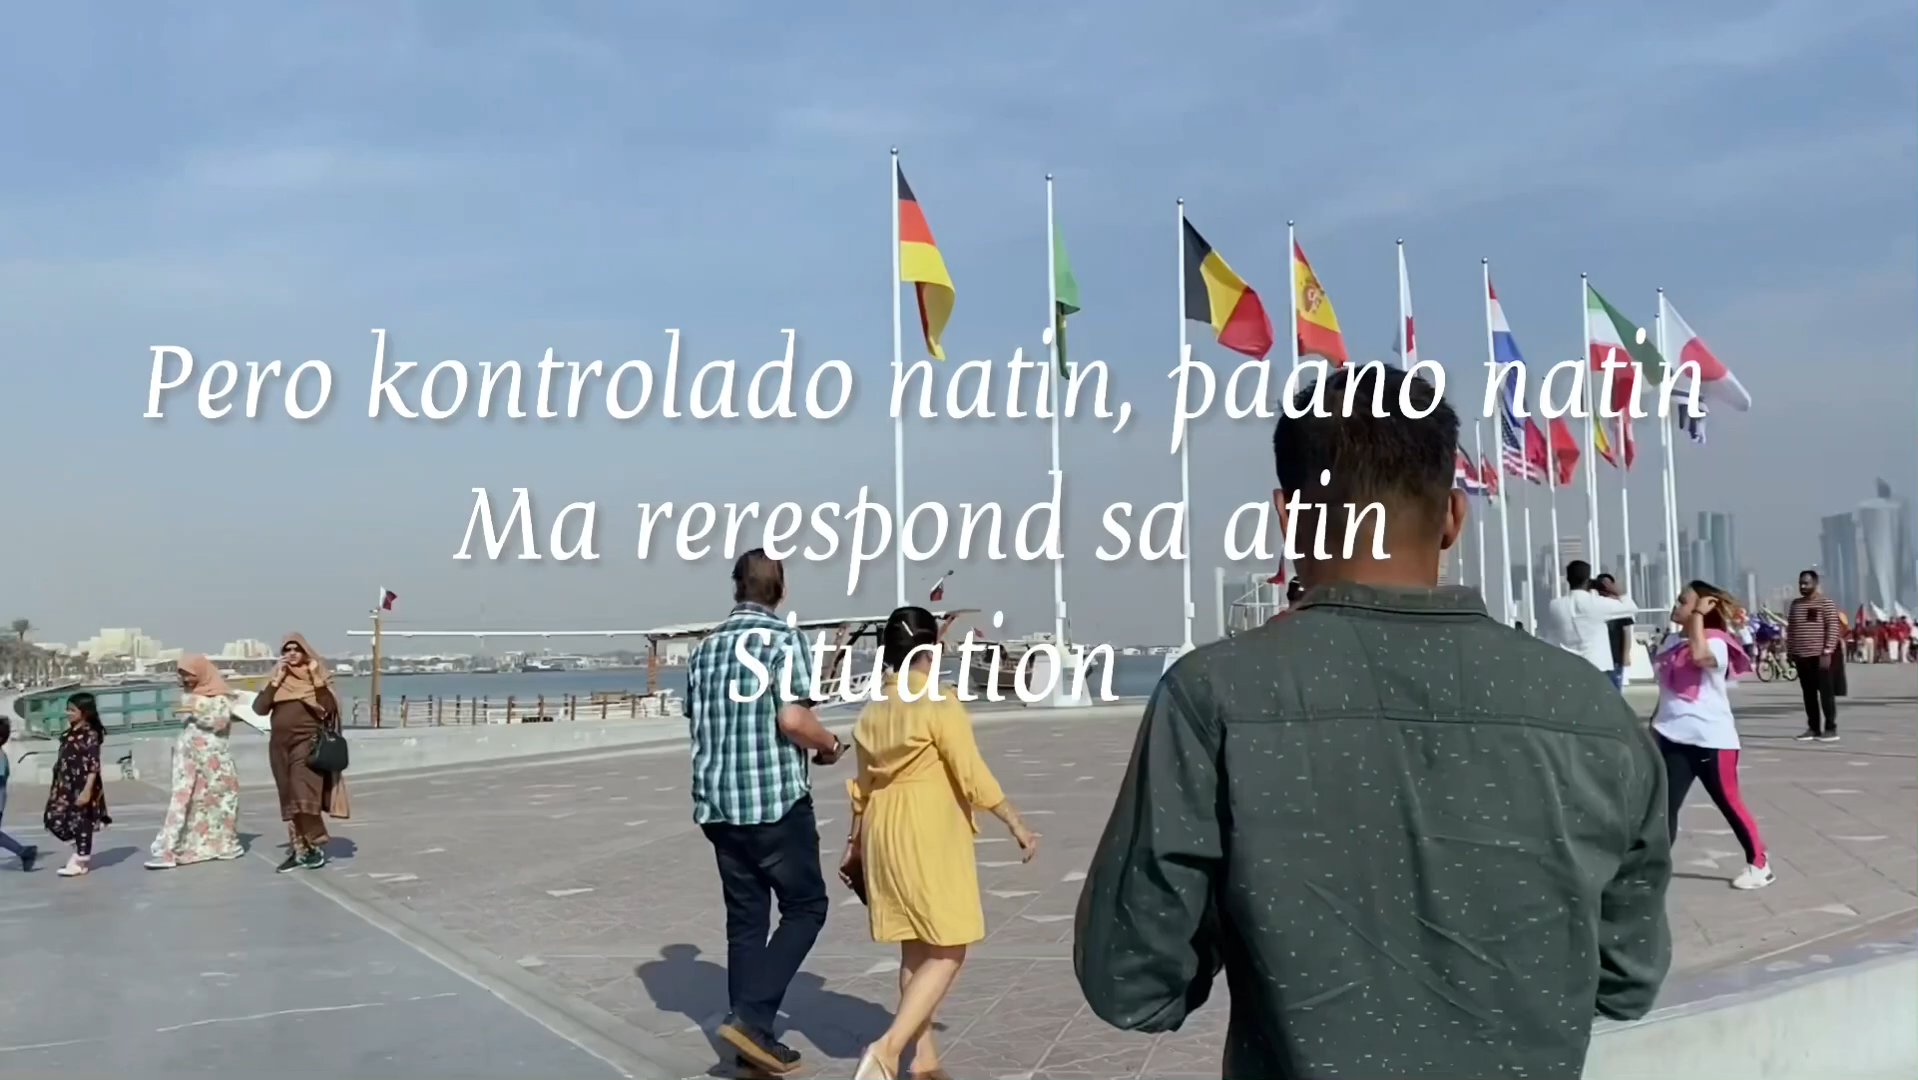 Pero kontrolado natin, paano natin
Ma rerespond sa atin
Situation